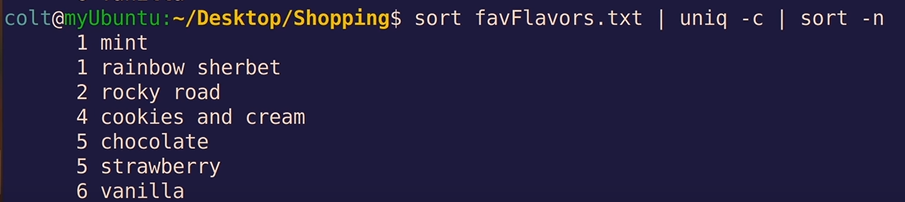 colt@myUbuntu:~/Desktop/Shopping$ sort favFlavors.txt | uniq -c | sort -n
1 mint
1 rainbow sherbet
2 rocky road
4 cookies and cream
5 chocolate
5 strawberry
6 vanilla